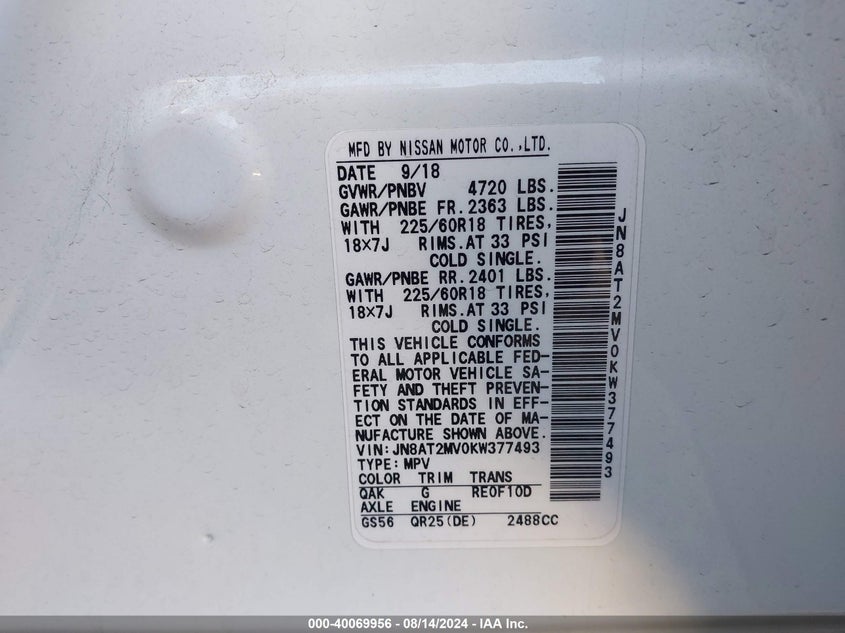 MFD BY NISSAN MOTOR CO.,LTD.
DATE 9/18
GVWR/PNBV 4720 LBS.
GAWR/PNBE FR. 2363 LBS.
WITH 225/60R18 TIRES,
18×7J RIMS.AT 33 PSI
COLD SINGLE.
GAWR/PNBE RR. 2401 LBS.
WITH 225/60R18 TIRES,
18×7J RIMS.AT 33 PSI
COLD SINGLE.
THIS VEHICLE CONFORMS
TO ALL APPLICABLE FED-
ERAL MOTOR VEHICLE SA-
FETY AND THEFT PREVEN-
TION STANDARDS IN EFF-
ECT ON THE DATE OF MA-
NUFACTURE SHOWN ABOVE.
VIN:JN8AT2MV0KW377493
TYPE:MPV
COLOR TRIM TRANS
QAK G RE0F10D
AXLE ENGINE
GS56 QR25(DE) 2488CC
JN8AT2MV0KW377493
000-40069956 - 08/14/2024 - IAA Inc.